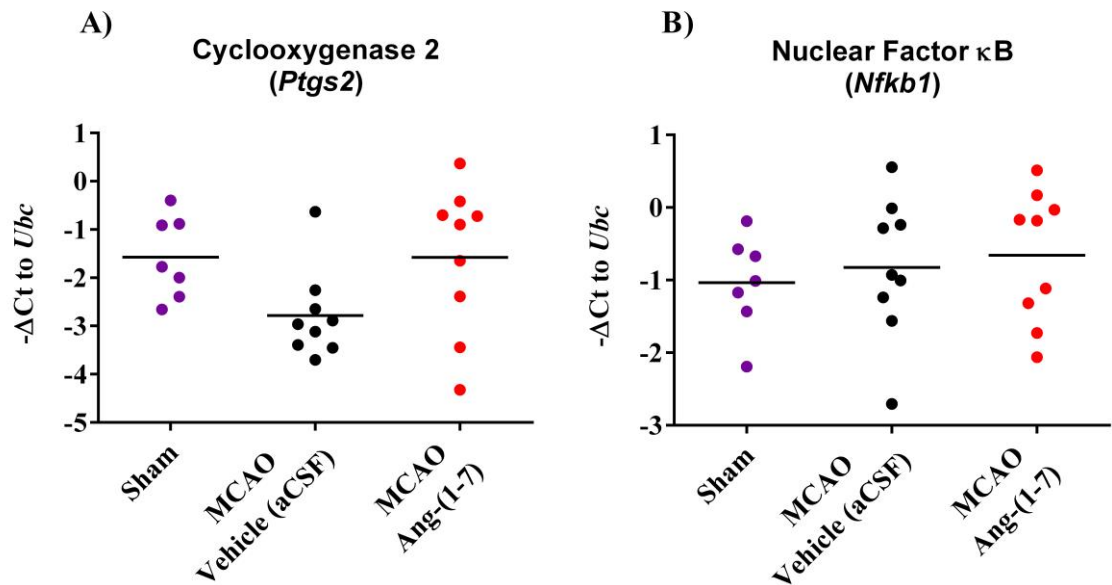 A)
Cyclooxygenase 2
(Ptgs2)
-ΔCt to Ubc
1
0
-1
-2
-3
-4
-5
Sham
MCAO
Vehicle (aCSF)
MCAO
Ang-(1-7)
B)
Nuclear Factor κB
(Nfkb1)
-ΔCt to Ubc
1
0
-1
-2
-3
Sham
MCAO
Vehicle (aCSF)
MCAO
Ang-(1-7)